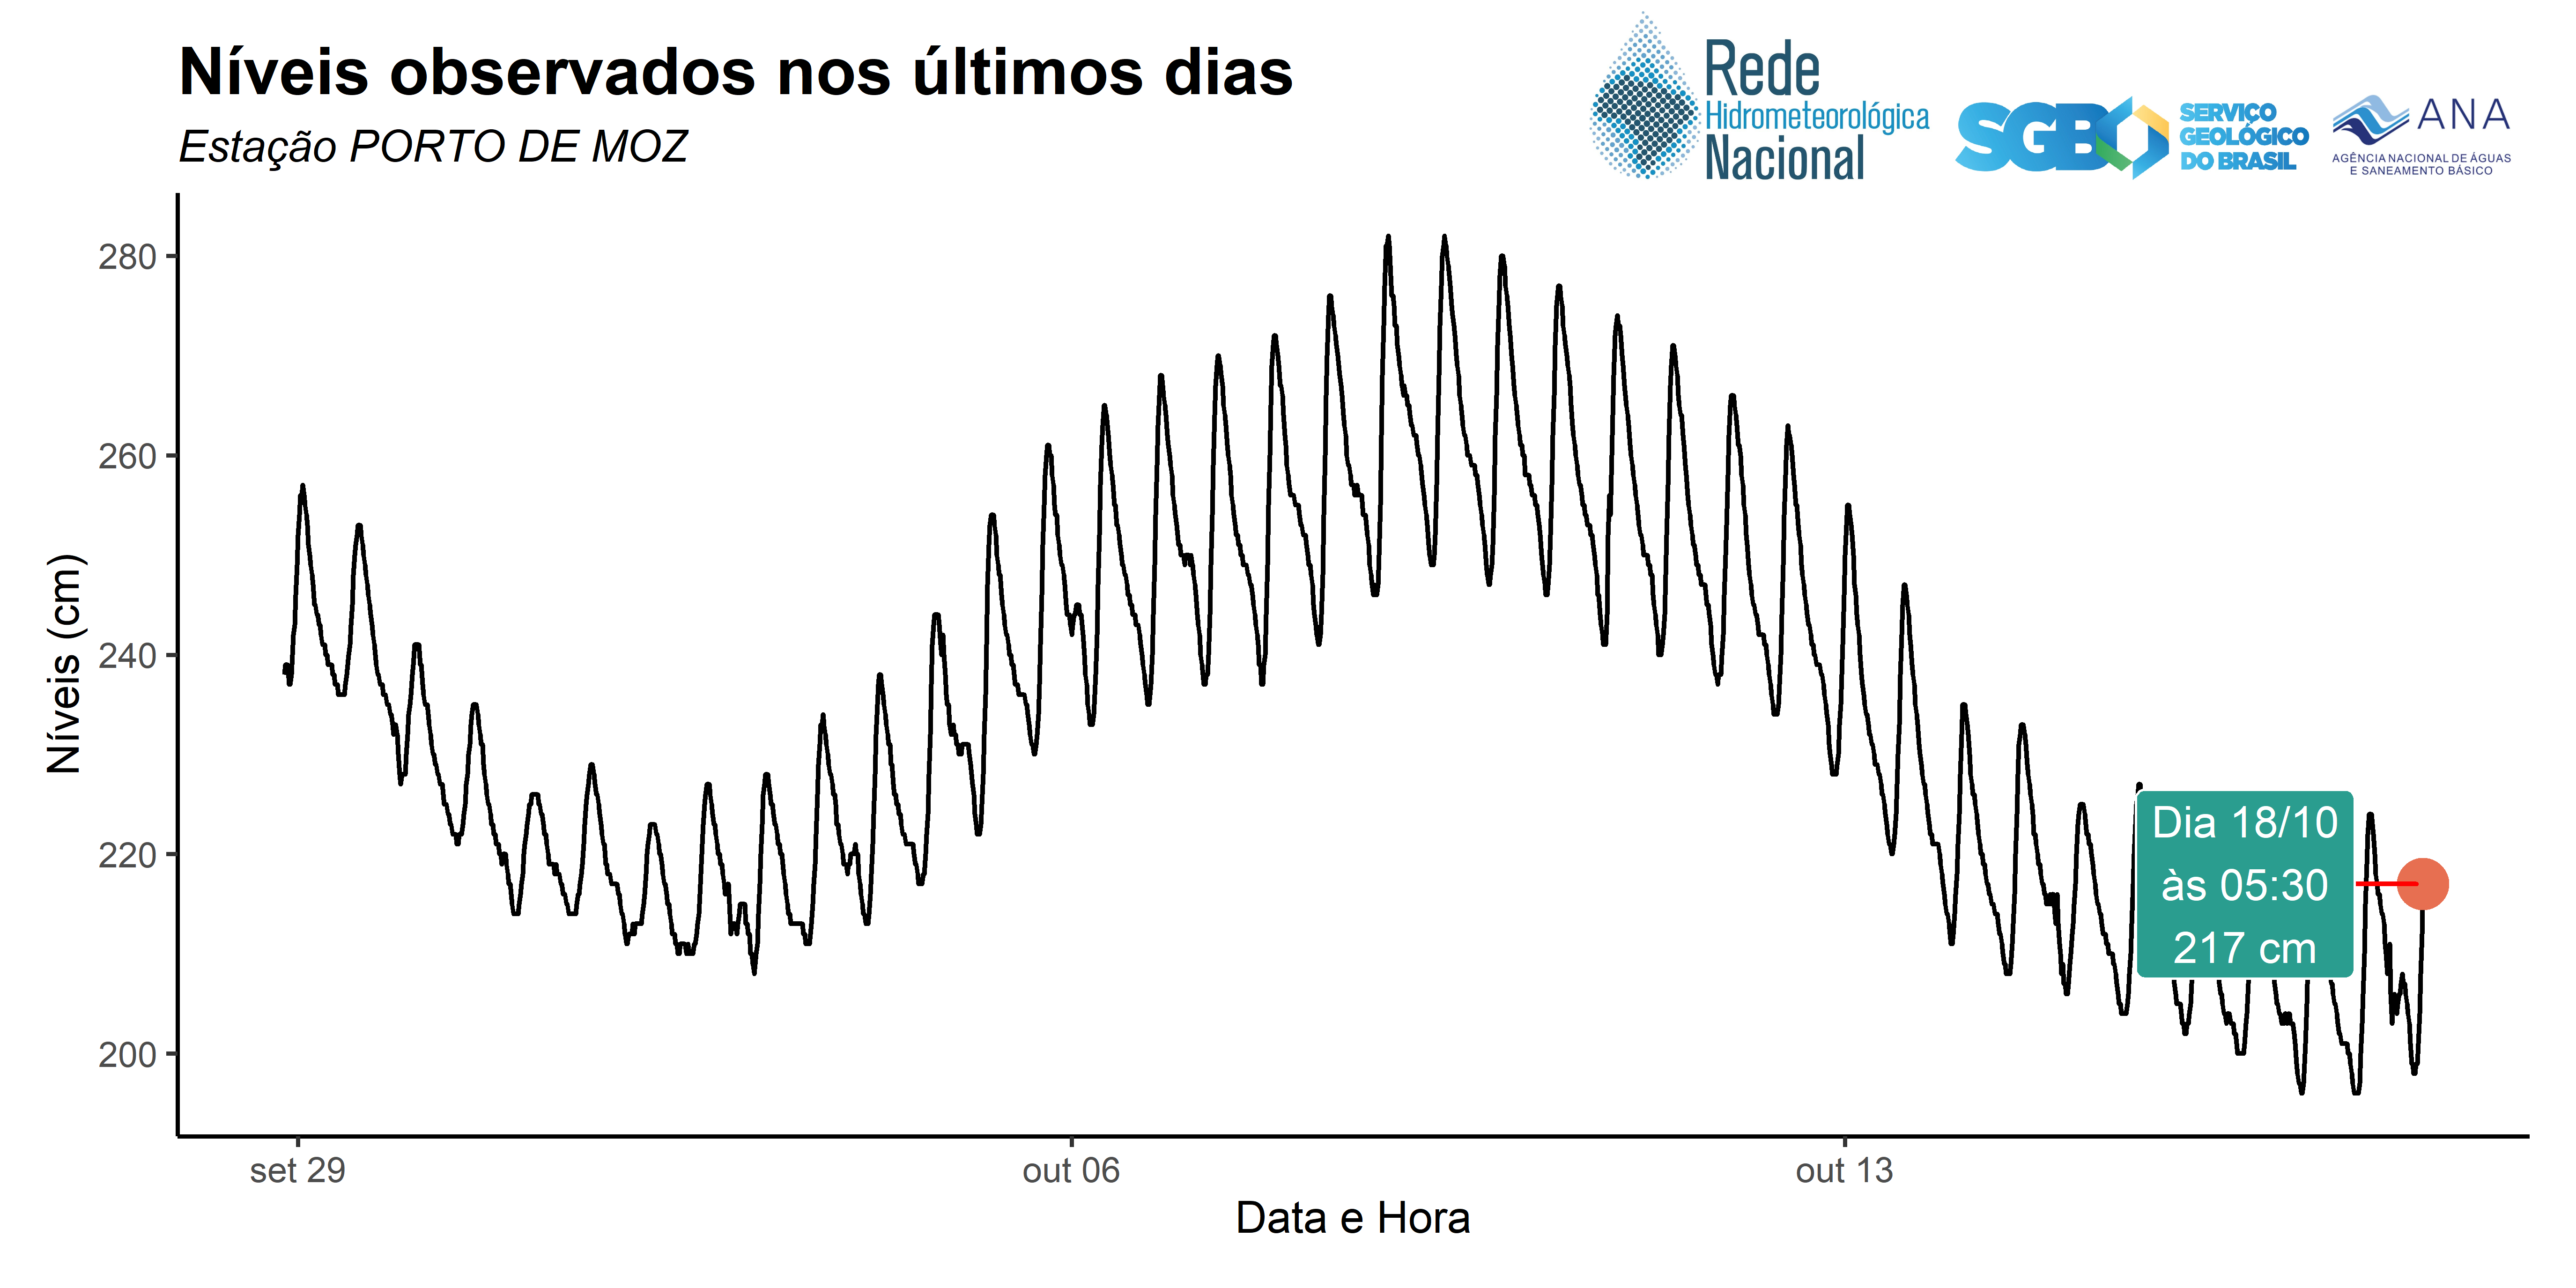 Níveis observados nos últimos dias
Estação PORTO DE MOZ
Rede
Hidrometeorológica
Nacional
SGB
SERVIÇO
GEOLÓGICO
DO BRASIL
ANA
AGÊNCIA NACIONAL DE ÁGUAS
E SANEAMENTO BÁSICO
Níveis (cm)
280
260
240
220
200
Dia 18/10
às 05:30
217 cm
set 29
out 06
out 13
Data e Hora